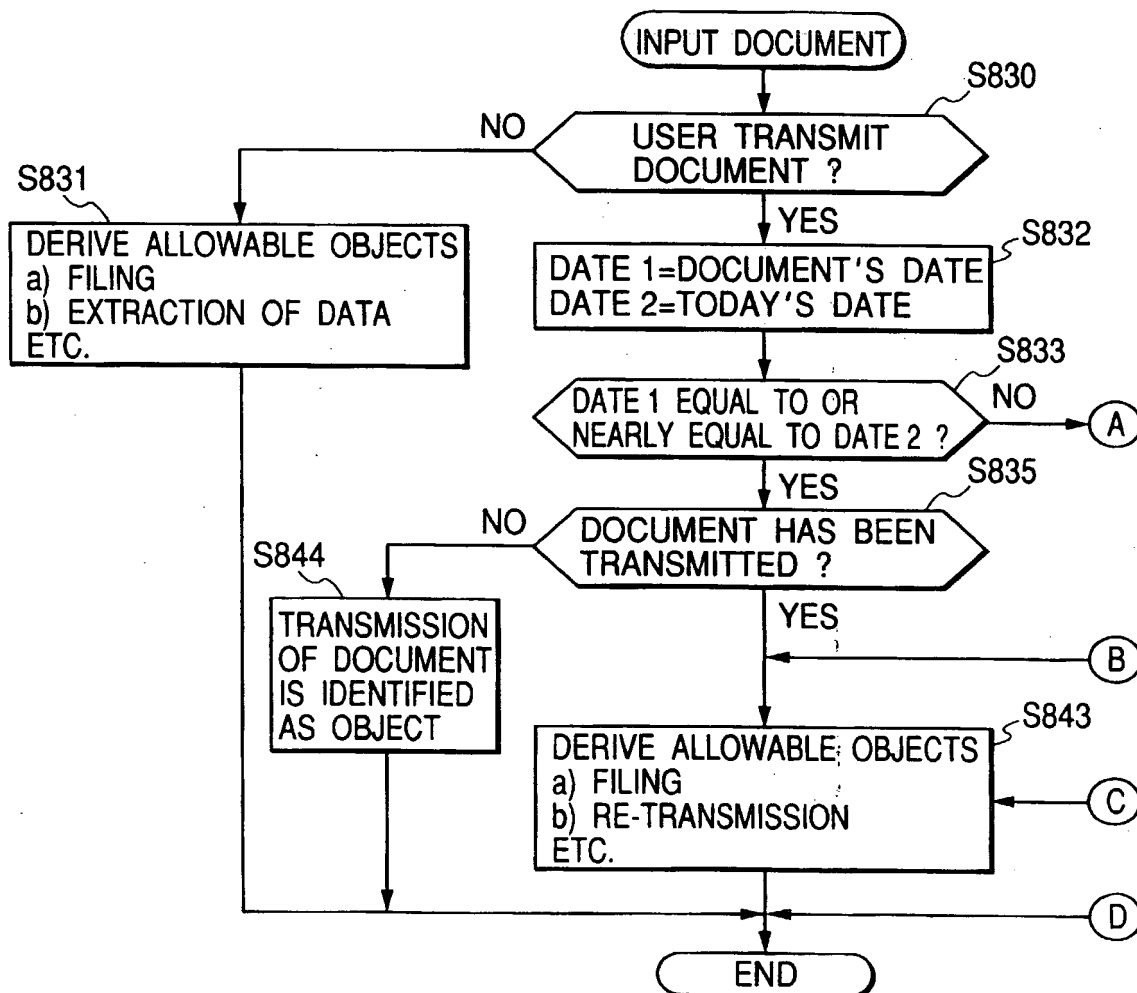 INPUT DOCUMENT
S830
NO
USER TRANSMIT
DOCUMENT ?
S831
YES
DERIVE ALLOWABLE OBJECTS
a) FILING
b) EXTRACTION OF DATA
ETC.
S832
DATE 1=DOCUMENT'S DATE
DATE 2=TODAY'S DATE
S833
DATE 1 EQUAL TO OR
NEARLY EQUAL TO DATE 2 ?
NO
A
YES
S835
NO
DOCUMENT HAS BEEN
TRANSMITTED ?
S844
YES
TRANSMISSION
OF DOCUMENT
IS IDENTIFIED
AS OBJECT
B
S843
DERIVE ALLOWABLE OBJECTS
a) FILING
b) RE-TRANSMISSION
ETC.
C
D
END